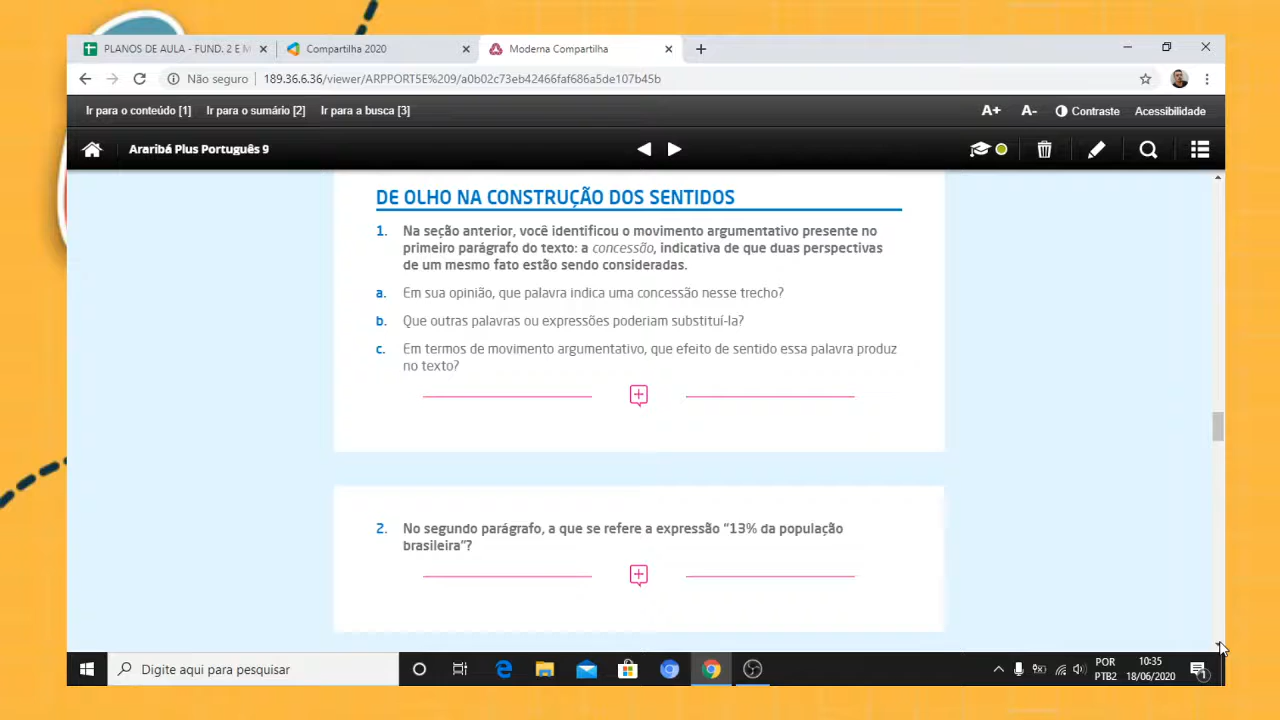 PLANOS DE AULA - FUND. 2 E M
Compartilha 2020
Moderna Compartilha
Não seguro
189.36.6.36/viewer/ARPPORT5E%209/a0b02c73eb42466faf686a5de107b45b
Ir para o conteúdo [1]
Ir para o sumário [2]
Ir para a busca [3]
A+
A-
Contraste
Acessibilidade
Araribá Plus Português 9
DE OLHO NA CONSTRUÇÃO DOS SENTIDOS
1. Na seção anterior, você identificou o movimento argumentativo presente no
primeiro parágrafo do texto: a concessão, indicativa de que duas perspectivas
de um mesmo fato estão sendo consideradas.
a. Em sua opinião, que palavra indica uma concessão nesse trecho?
b. Que outras palavras ou expressões poderiam substituí-la?
c. Em termos de movimento argumentativo, que efeito de sentido essa palavra produz
no texto?
2. No segundo parágrafo, a que se refere a expressão “13% da população
brasileira”?
Digite aqui para pesquisar
POR
PTB2
10:35
18/06/2020
1